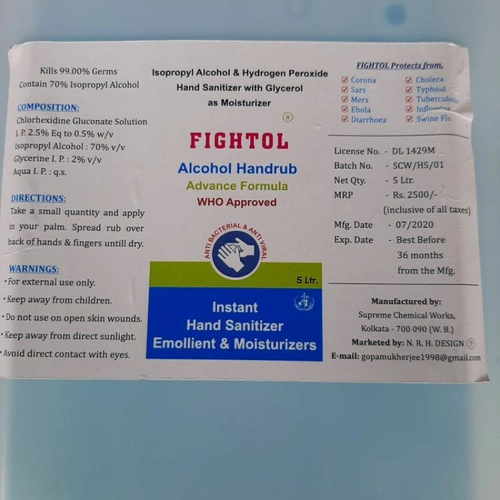 Kills 99.00% Germs
Contain 70% Isopropyl Alcohol
COMPOSITION:
Chlorhexidine Gluconate Solution
I. P. 2.5% Eq to 0.5% w/v
Isopropyl Alcohol : 70% v/v
Glycerine I. P. : 2% v/v
Aqua I. P. : q.s.
DIRECTIONS:
Take a small quantity and apply
in your palm. Spread rub over
back of hands & fingers untill dry.
WARNINGS:
•For external use only.
•Keep away from children.
•Do not use on open skin wounds.
•Keep away from direct sunlight.
•Avoid direct contact with eyes.
Isopropyl Alcohol & Hydrogen Peroxide
Hand Sanitizer with Glycerol
as Moisturizer
®
FIGHTOL
Alcohol Handrub
Advance Formula
WHO Approved
ANTI BACTERIAL & ANTI VIRAL
5 Ltr.
Instant
Hand Sanitizer
Emollient & Moisturizers
FIGHTOL Protects from,
Corona
Sars
Mers
Ebola
Diarrhoea
Cholera
Typhoid
Tuberculosis
Influenza
Swine Flu
License No. - DL 1429M
Batch No. - SCW/HS/01
Net Qty. - 5 Ltr.
MRP - Rs. 2500/-
(inclusive of all taxes)
Mfg. Date - 07/2020
Exp. Date - Best Before
36 months
from the Mfg.
Manufactured by:
Supreme Chemical Works,
Kolkata - 700 090 (W. B.)
Marketed by: N. R. H. DESIGN
E-mail: gopamukherjee1998@gmail.com